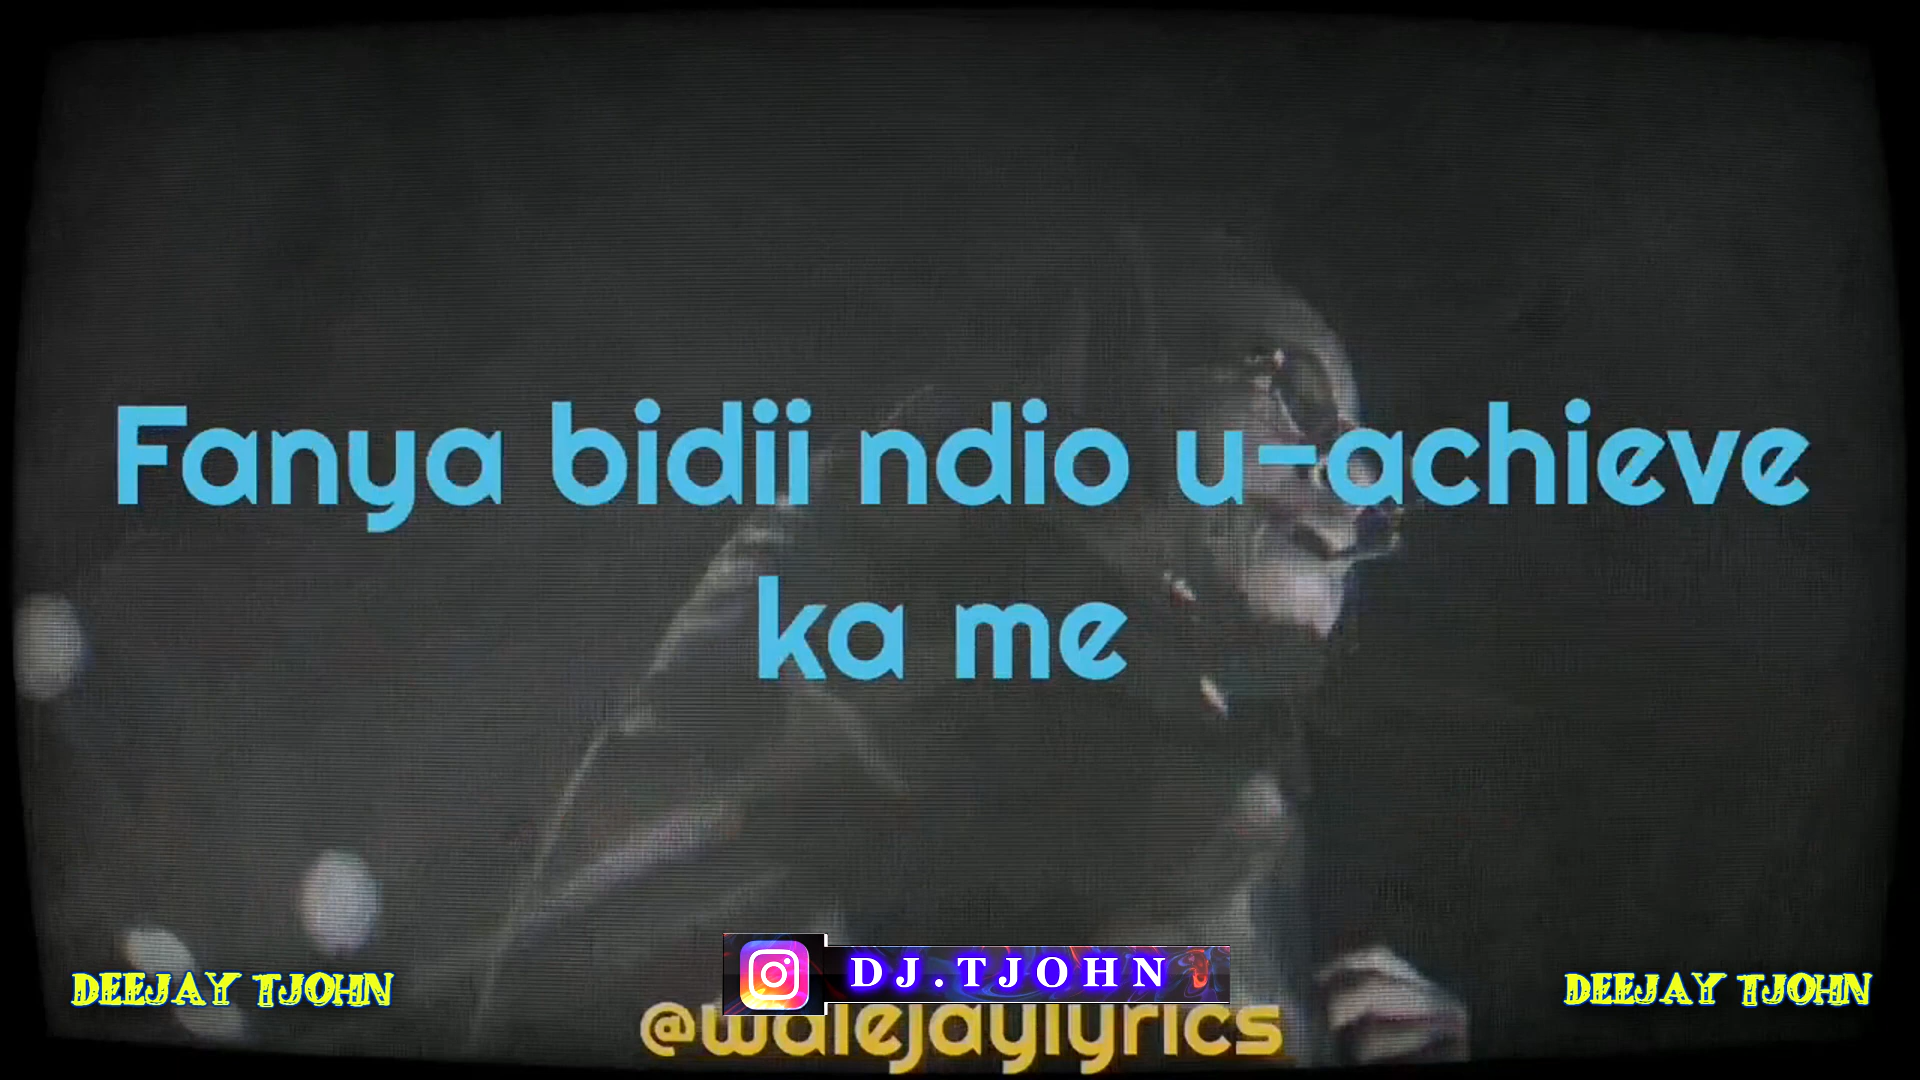 Fanya bidii ndio u-achieve
ka me
DEEJAY TJOHN
DJ.TJOHN
DEEJAY TJOHN
@walejaylyrics